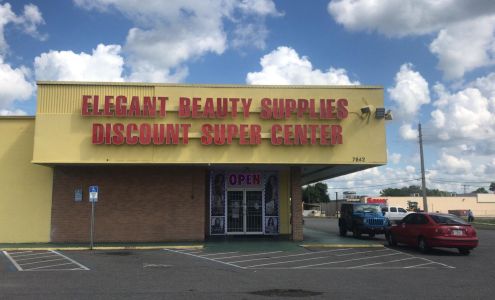 ELEGANT BEAUTY SUPPLIES
DISCOUNT SUPER CENTER
7842
OPEN